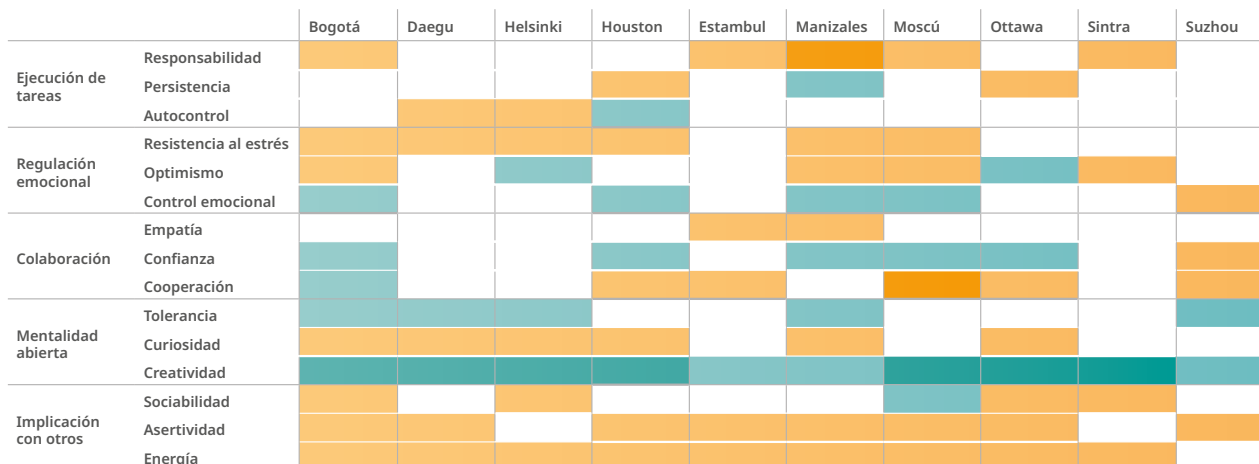 Bogotá Daegu Helsinki Houston Estambul Manizales Moscú Ottawa Sintra Suzhou
Ejecución de
tareas
Responsabilidad
Persistencia
Autocontrol
Regulación
emocional
Resistencia al estrés
Optimismo
Control emocional
Colaboración
Empatía
Confianza
Cooperación
Mentalidad
abierta
Tolerancia
Curiosidad
Creatividad
Implicación
con otros
Sociabilidad
Asertividad
Energía